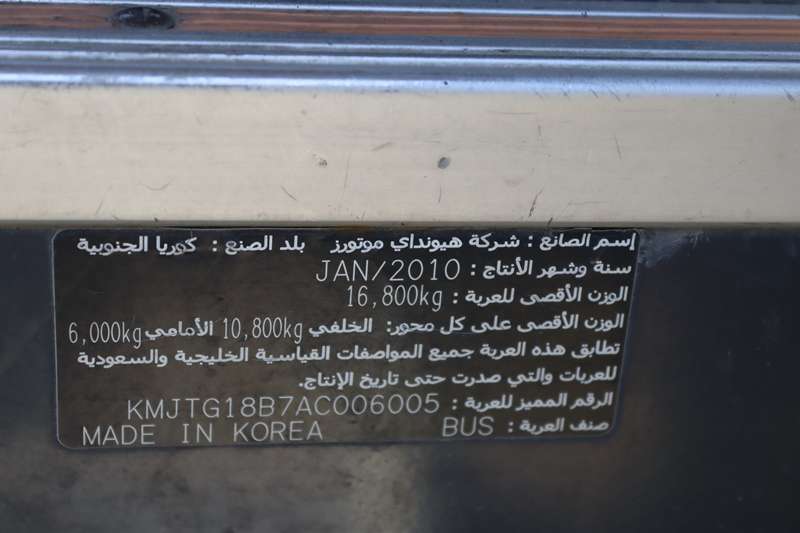 إسم الصانع : شركة هيونداي موتورز بلد الصنع : كوريا الجنوبية
سنة وشهر الأنتاج : JAN/2010
الوزن الأقصى للعربة : 16,800kg
الوزن الأقصى على كل محور: الخلفي 10,800kg الأمامي 6,000kg
تطابق هذه العربة جميع المواصفات القياسية الخليجية والسعودية
للعربات والتي صدرت حتى تاريخ الإنتاج.
الرقم المميز للعربة : KMJTG18B7AC006005
صنف العربة : BUS MADE IN KOREA